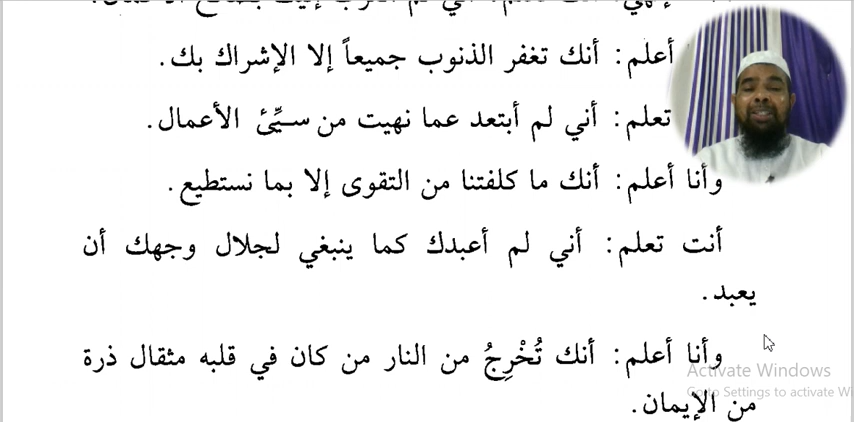 أعلم: أنك تغفر الذنوب جميعاً إلا الإشراك بك.
تعلم: أني لم أبتعد عما نهيت من سيِّئ الأعمال.
وأنا أعلم: أنك ما كلفتنا من التقوى إلا بما نستطيع.
أنت تعلم: أني لم أعبدك كما ينبغي لجلال وجهك أن
يعبد.
وأنا أعلم: أنك تُخْرِجُ من النار من كان في قلبه مثقال ذرة
من الإيمان.
Activate Windows
Go to Settings to activate Wi